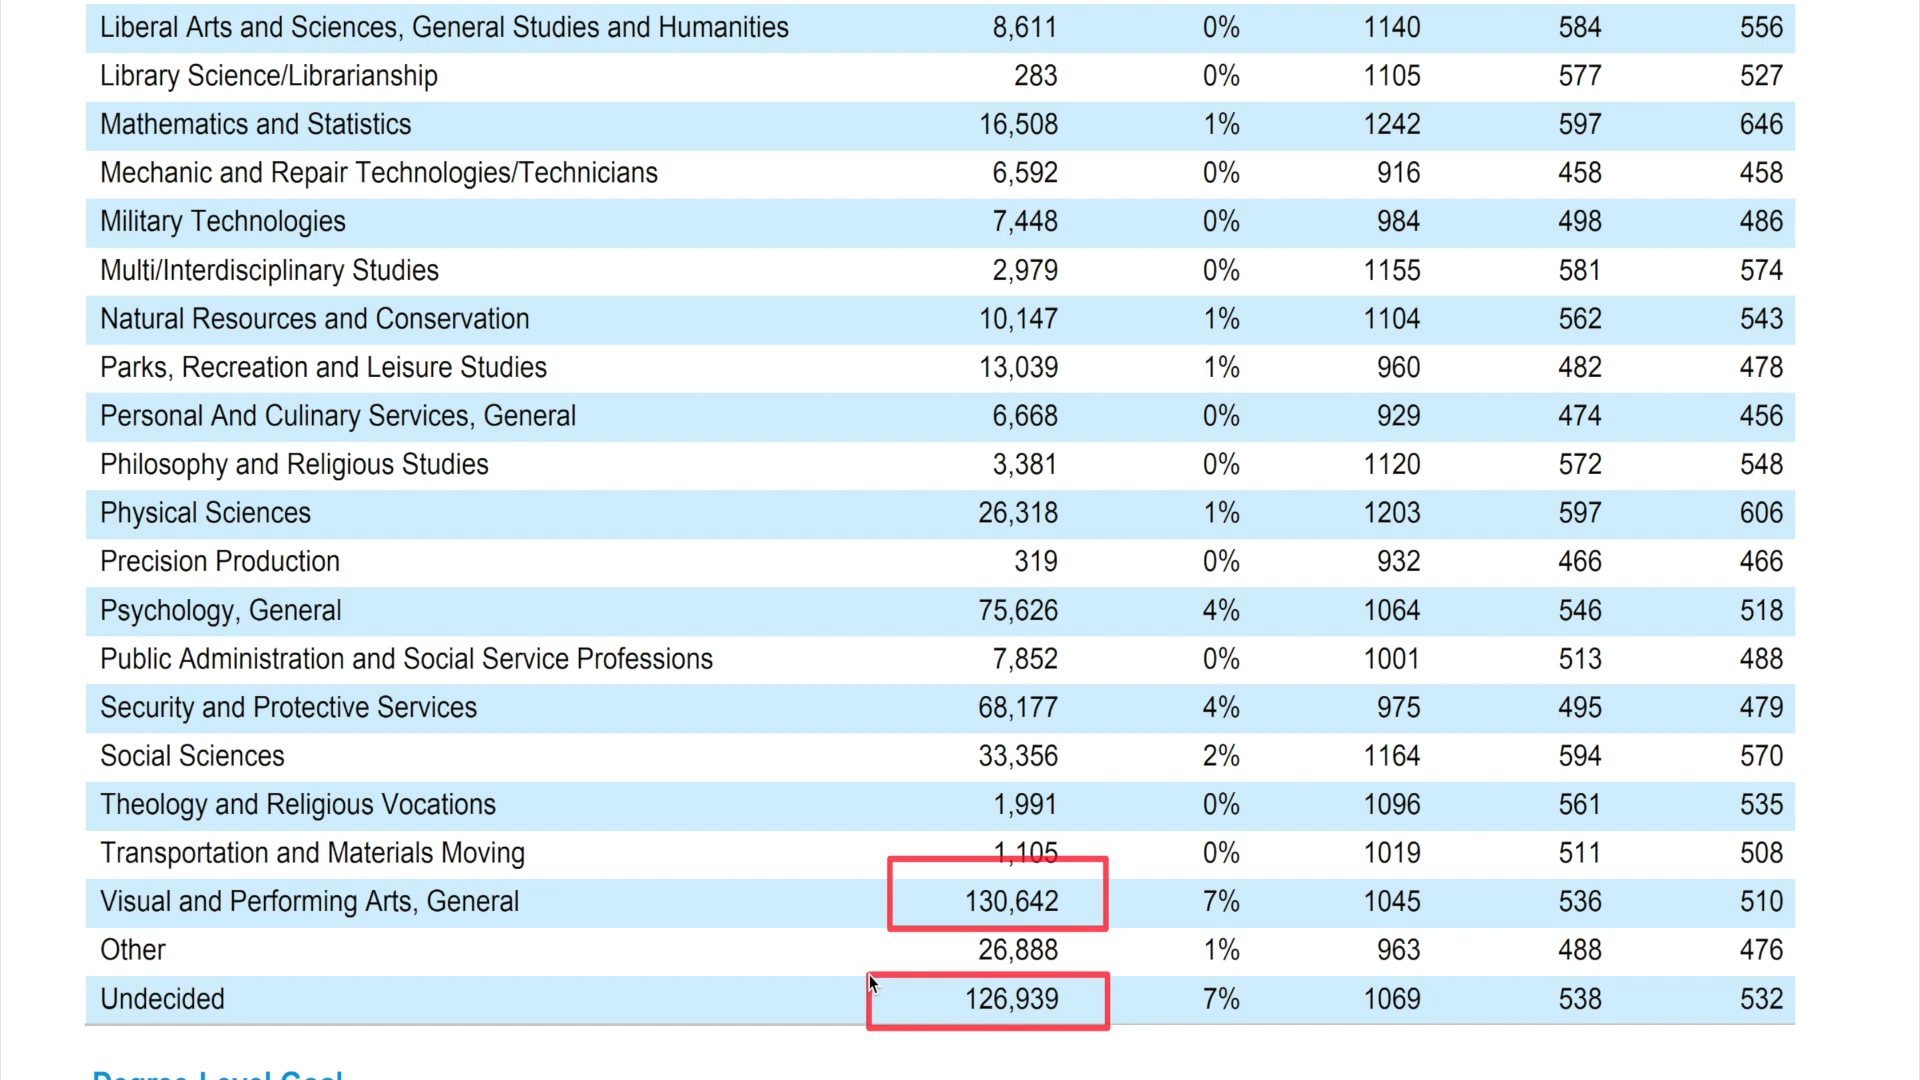 Liberal Arts and Sciences, General Studies and Humanities 8,611 0% 1140 584 556
Library Science/Librarianship 283 0% 1105 577 527
Mathematics and Statistics 16,508 1% 1242 597 646
Mechanic and Repair Technologies/Technicians 6,592 0% 916 458 458
Military Technologies 7,448 0% 984 498 486
Multi/Interdisciplinary Studies 2,979 0% 1155 581 574
Natural Resources and Conservation 10,147 1% 1104 562 543
Parks, Recreation and Leisure Studies 13,039 1% 960 482 478
Personal And Culinary Services, General 6,668 0% 929 474 456
Philosophy and Religious Studies 3,381 0% 1120 572 548
Physical Sciences 26,318 1% 1203 597 606
Precision Production 319 0% 932 466 466
Psychology, General 75,626 4% 1064 546 518
Public Administration and Social Service Professions 7,852 0% 1001 513 488
Security and Protective Services 68,177 4% 975 495 479
Social Sciences 33,356 2% 1164 594 570
Theology and Religious Vocations 1,991 0% 1096 561 535
Transportation and Materials Moving 1,105 0% 1019 511 508
Visual and Performing Arts, General 130,642 7% 1045 536 510
Other 26,888 1% 963 488 476
Undecided 126,939 7% 1069 538 532
Degree-Level Goal